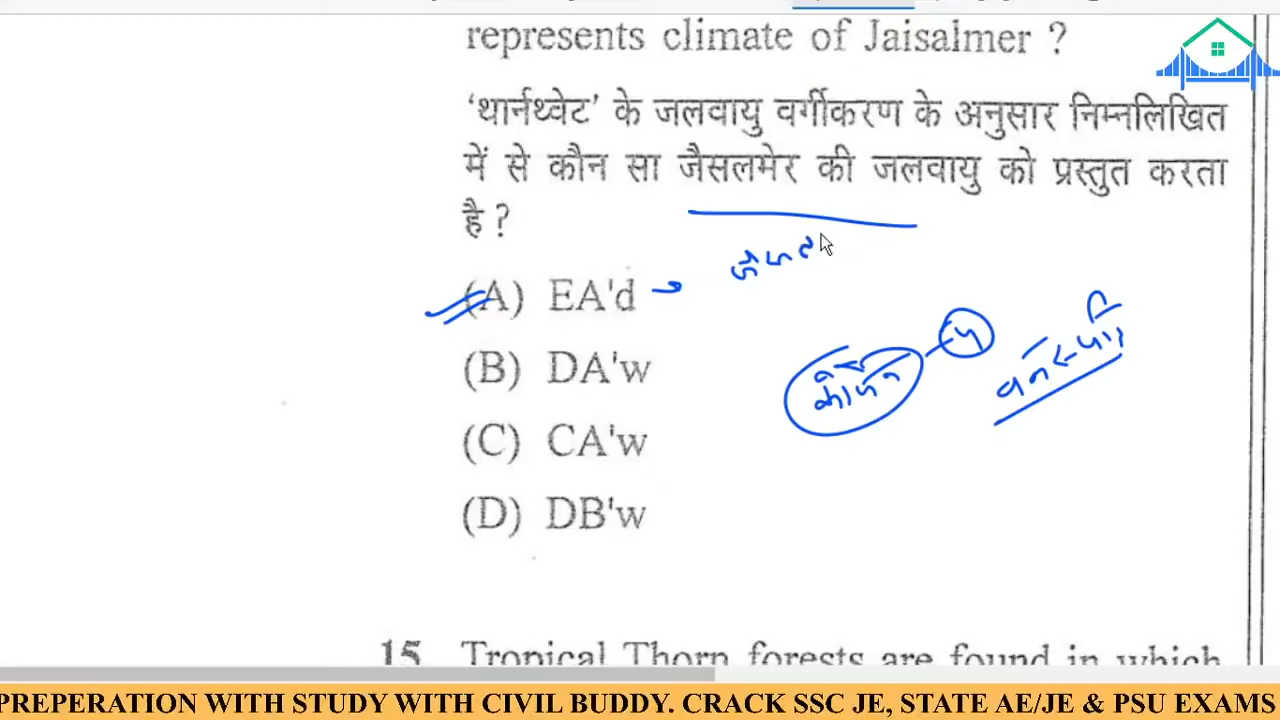 represents climate of Jaisalmer ?
‘थार्नथ्वेट’ के जलवायु वर्गीकरण के अनुसार निम्नलिखित
में से कौन सा जैसलमेर की जलवायु को प्रस्तुत करता
है ?
(A) EA'd
(B) DA'w
(C) CA'w
(D) DB'w
15. Tropical Thorn forests are found in which
PREPERATION WITH STUDY WITH CIVIL BUDDY. CRACK SSC JE, STATE AE/JE & PSU EXAMS